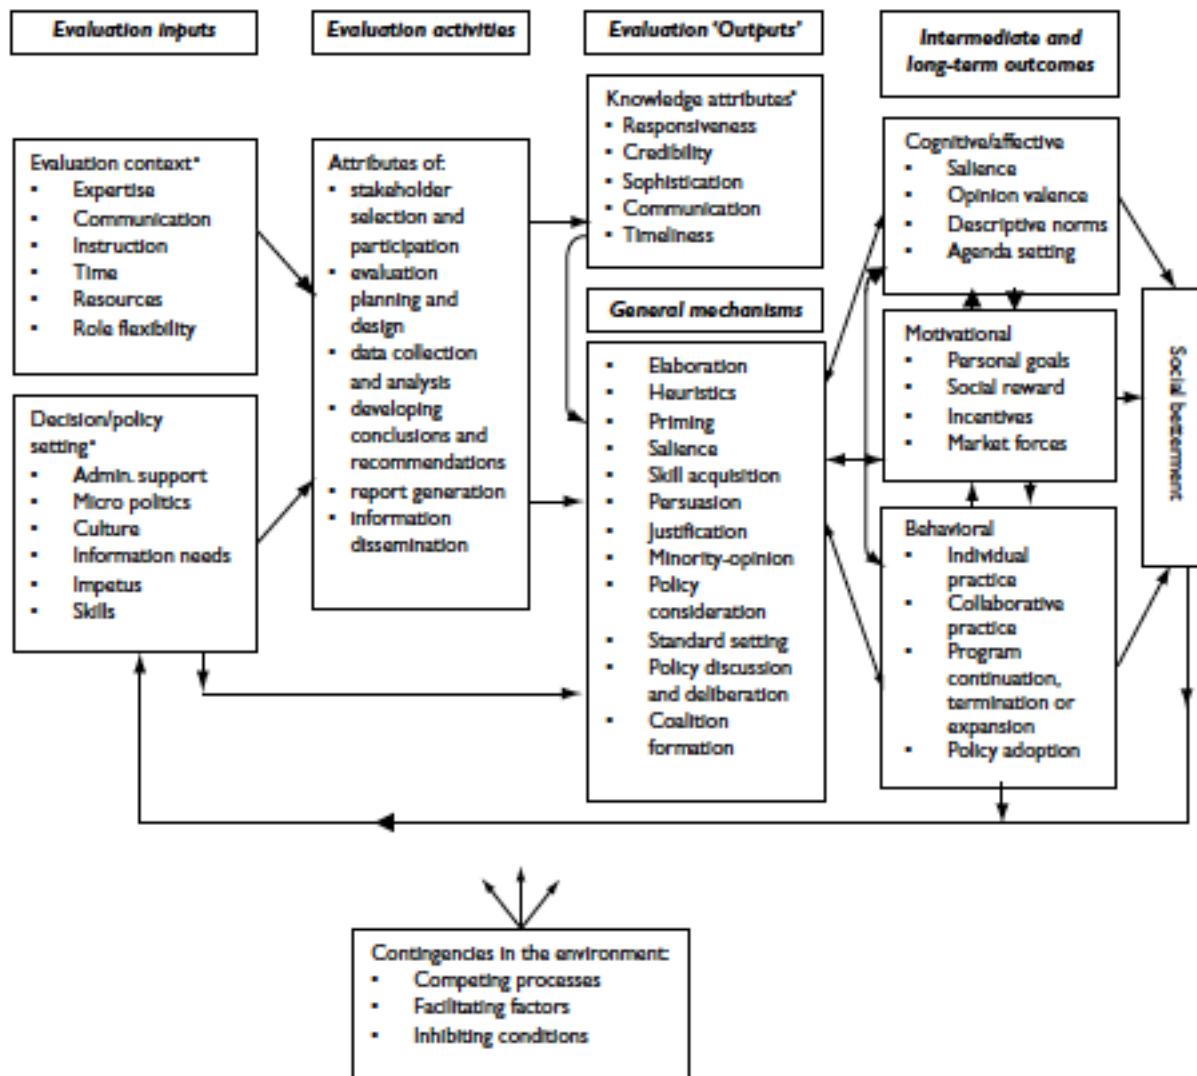 Evaluation inputs
Evaluation activities
Evaluation 'Outputs'
Intermediate and
long-term outcomes
Evaluation context*
▪ Expertise
▪ Communication
▪ Instruction
▪ Time
▪ Resources
▪ Role flexibility
Decision/policy
setting*
▪ Admin. support
▪ Micro politics
▪ Culture
▪ Information needs
▪ Impetus
▪ Skills
Attributes of:
▪ stakeholder
selection and
participation
▪ evaluation
planning and
design
▪ data collection
and analysis
▪ developing
conclusions and
recommendations
▪ report generation
▪ information
dissemination
Knowledge attributes*
▪ Responsiveness
▪ Credibility
▪ Sophistication
▪ Communication
▪ Timeliness
General mechanisms
▪ Elaboration
▪ Heuristics
▪ Priming
▪ Salience
▪ Skill acquisition
▪ Persuasion
▪ Justification
▪ Minority-opinion
▪ Policy
consideration
▪ Standard setting
▪ Policy discussion
and deliberation
▪ Coalition
formation
Cognitive/affective
▪ Salience
▪ Opinion valence
▪ Descriptive norms
▪ Agenda setting
Motivational
▪ Personal goals
▪ Social reward
▪ Incentives
▪ Market forces
Behavioral
▪ Individual
practice
▪ Collaborative
practice
▪ Program
continuation,
termination or
expansion
▪ Policy adoption
Social betterment
Contingencies in the environment:
▪ Competing processes
▪ Facilitating factors
▪ Inhibiting conditions